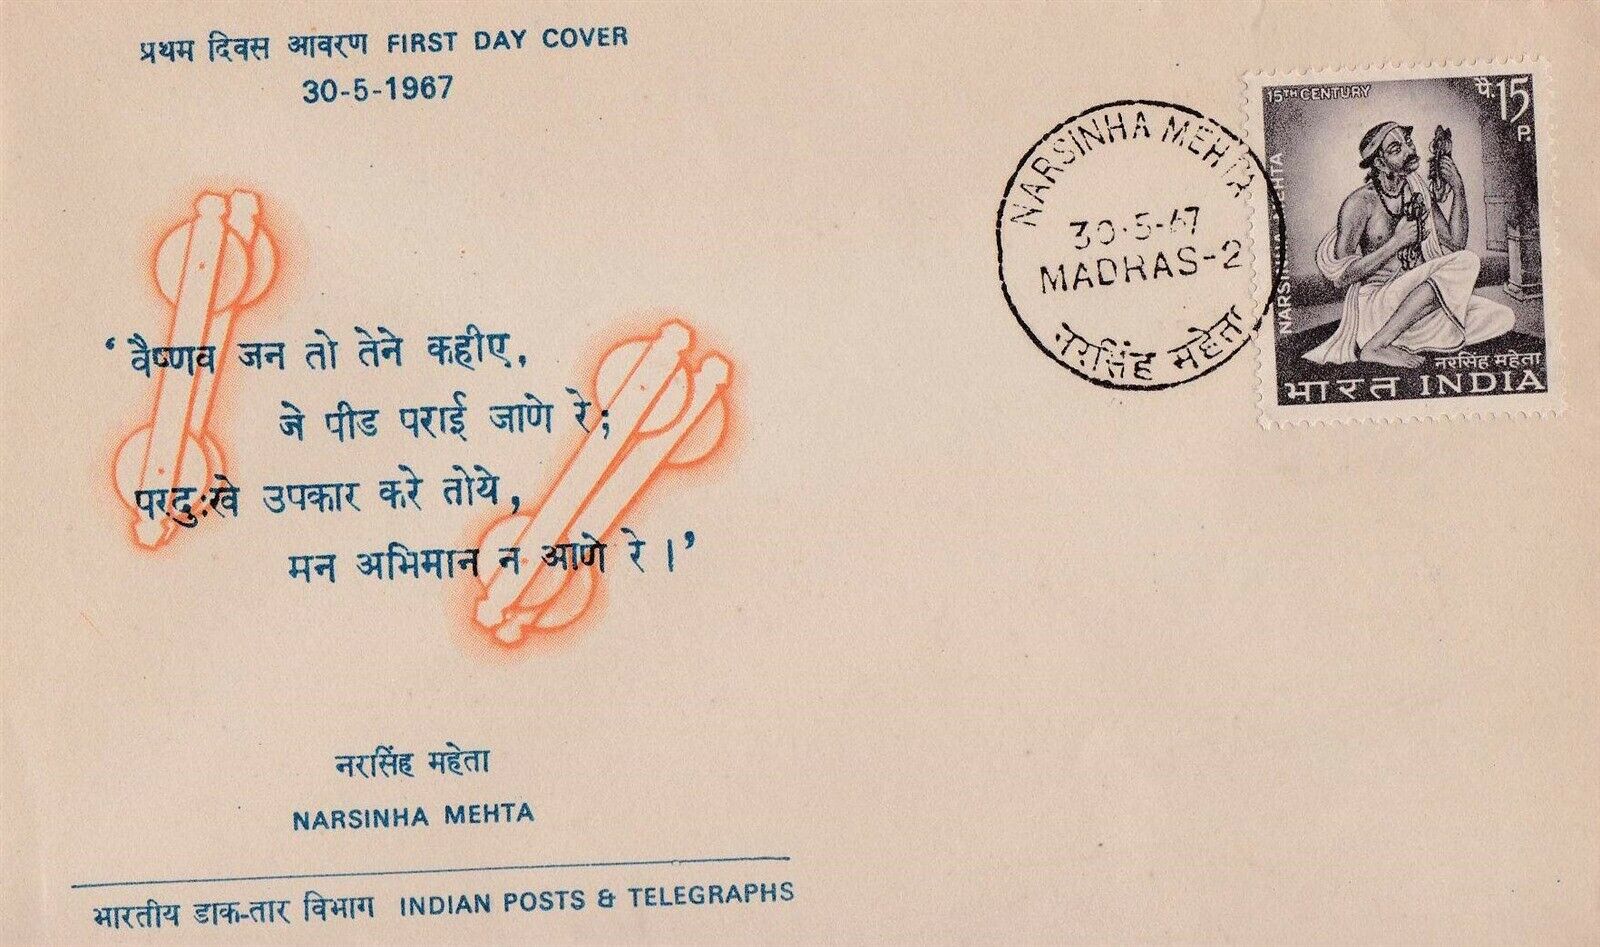 प्रथम दिवस आवरण FIRST DAY COVER
30-5-1967
NARSINHA MEHTA
30·5·67
MADRAS-2
नरसिंह महेता
15TH CENTURY
पै.15 P.
NARSINHA MEHTA
नरसिंह महेता
भारत INDIA
‘वैष्णव जन तो तेने कहीए,
जे पीड पराई जाणे रे;
परदुःखे उपकार करे तोये,
मन अभिमान न आणे रे।’
नरसिंह महेता
NARSINHA MEHTA
भारतीय डाक-तार विभाग INDIAN POSTS & TELEGRAPHS